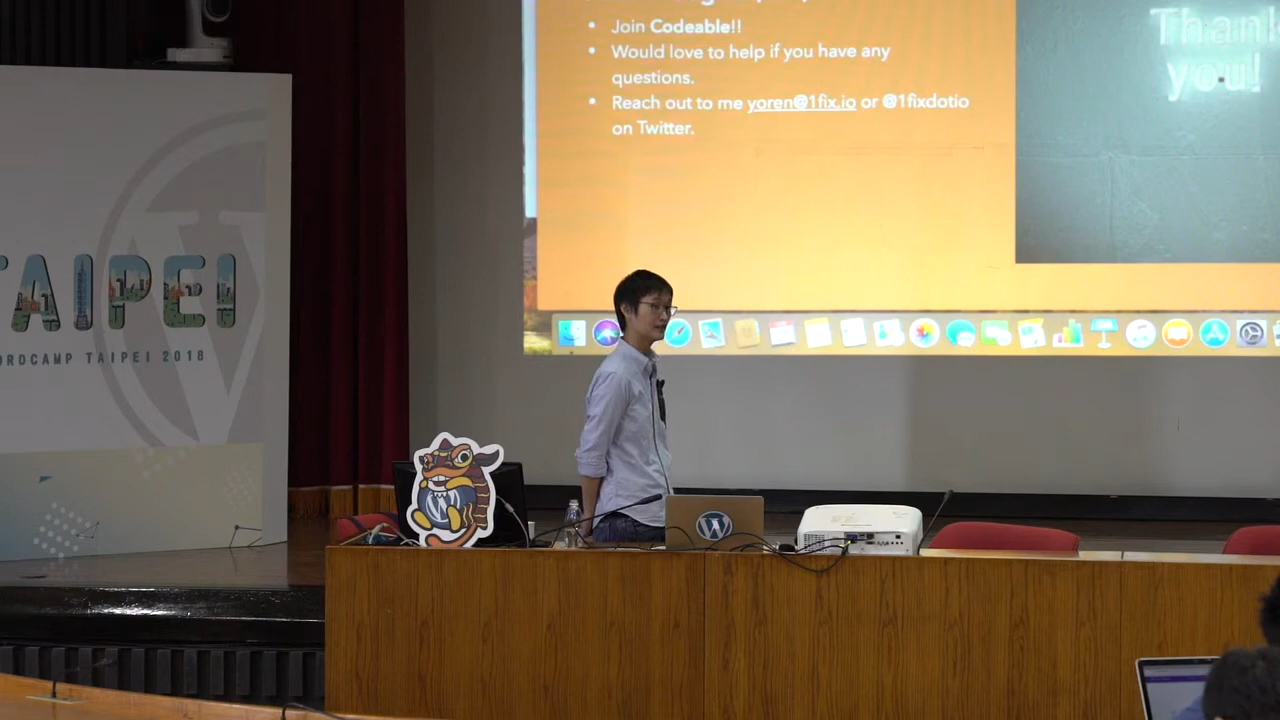 Join Codeable!!
Would love to help if you have any
questions.
Reach out to me yoren@1fix.io or @1fixdotio
on Twitter.
Thank
you!
TAIPEI
WORDCAMP TAIPEI 2018